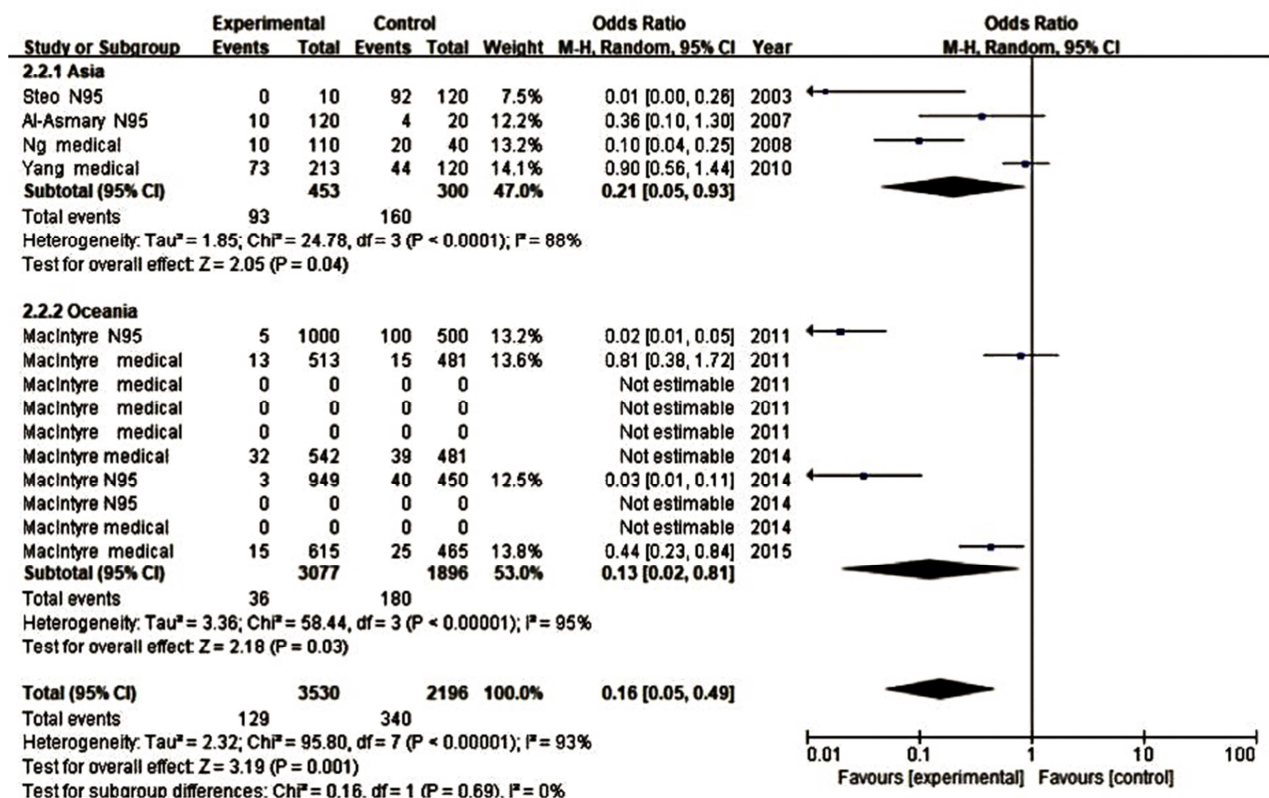 Experimental Control Odds Ratio Odds Ratio
Study or Subgroup Events Total Events Total Weight M-H, Random, 95% CI Year M-H, Random, 95% CI
2.2.1 Asia
Steo N95 0 10 92 120 7.5% 0.01 [0.00, 0.26] 2003
Al-Asmary N95 10 120 4 20 12.2% 0.36 [0.10, 1.30] 2007
Ng medical 10 110 20 40 13.2% 0.10 [0.04, 0.25] 2008
Yang medical 73 213 44 120 14.1% 0.90 [0.56, 1.44] 2010
Subtotal (95% CI) 453 300 47.0% 0.21 [0.05, 0.93]
Total events 93 160
Heterogeneity: Tau² = 1.85; Chi² = 24.78, df = 3 (P < 0.0001); I² = 88%
Test for overall effect: Z = 2.05 (P = 0.04)
2.2.2 Oceania
MacIntyre N95 5 1000 100 500 13.2% 0.02 [0.01, 0.05] 2011
MacIntyre medical 13 513 15 481 13.6% 0.81 [0.38, 1.72] 2011
MacIntyre medical 0 0 0 0 Not estimable 2011
MacIntyre medical 0 0 0 0 Not estimable 2011
MacIntyre medical 0 0 0 0 Not estimable 2011
MacIntyre medical 32 542 39 481 Not estimable 2014
MacIntyre N95 3 949 40 450 12.5% 0.03 [0.01, 0.11] 2014
MacIntyre N95 0 0 0 0 Not estimable 2014
MacIntyre medical 0 0 0 0 Not estimable 2014
MacIntyre medical 15 615 25 465 13.8% 0.44 [0.23, 0.84] 2015
Subtotal (95% CI) 3077 1896 53.0% 0.13 [0.02, 0.81]
Total events 36 180
Heterogeneity: Tau² = 3.36; Chi² = 58.44, df = 3 (P < 0.00001); I² = 95%
Test for overall effect: Z = 2.18 (P = 0.03)
Total (95% CI) 3530 2196 100.0% 0.16 [0.05, 0.49]
Total events 129 340
Heterogeneity: Tau² = 2.32; Chi² = 95.80, df = 7 (P < 0.00001); I² = 93%
Test for overall effect: Z = 3.19 (P = 0.001)
Test for subgroup differences: Chi² = 0.16, df = 1 (P = 0.69), I² = 0%
0.01 0.1 1 10 100
Favours [experimental] Favours [control]